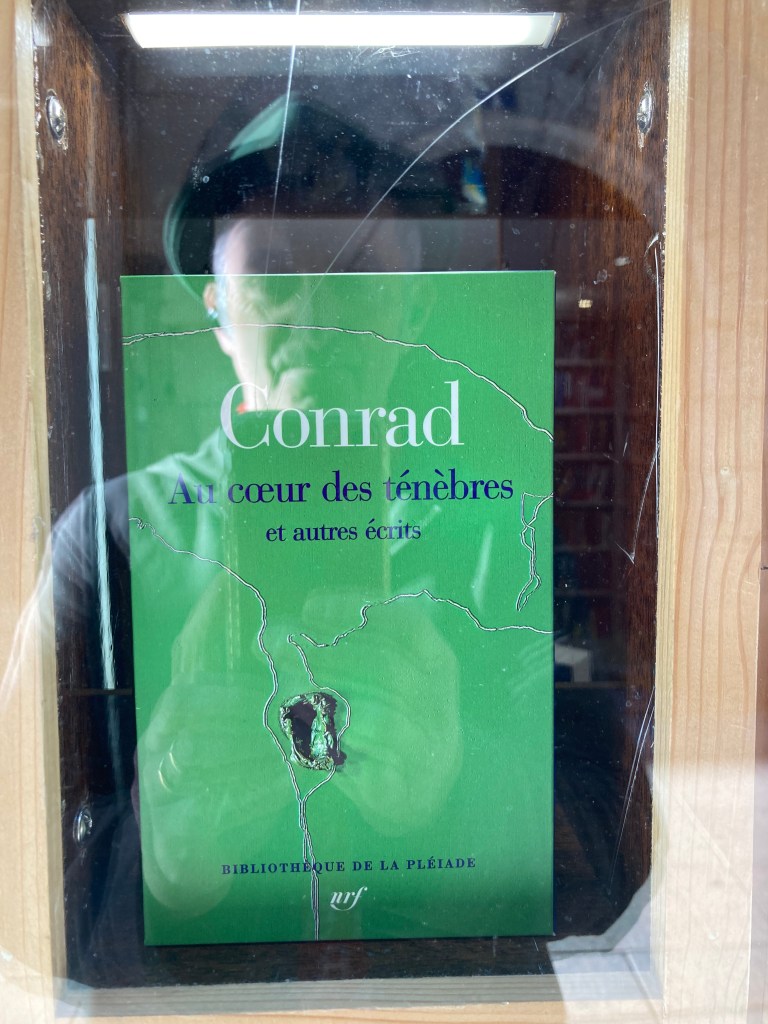 Conrad
Au cœur des ténèbres
et autres écrits
BIBLIOTHÈQUE DE LA PLÉIADE
nrf